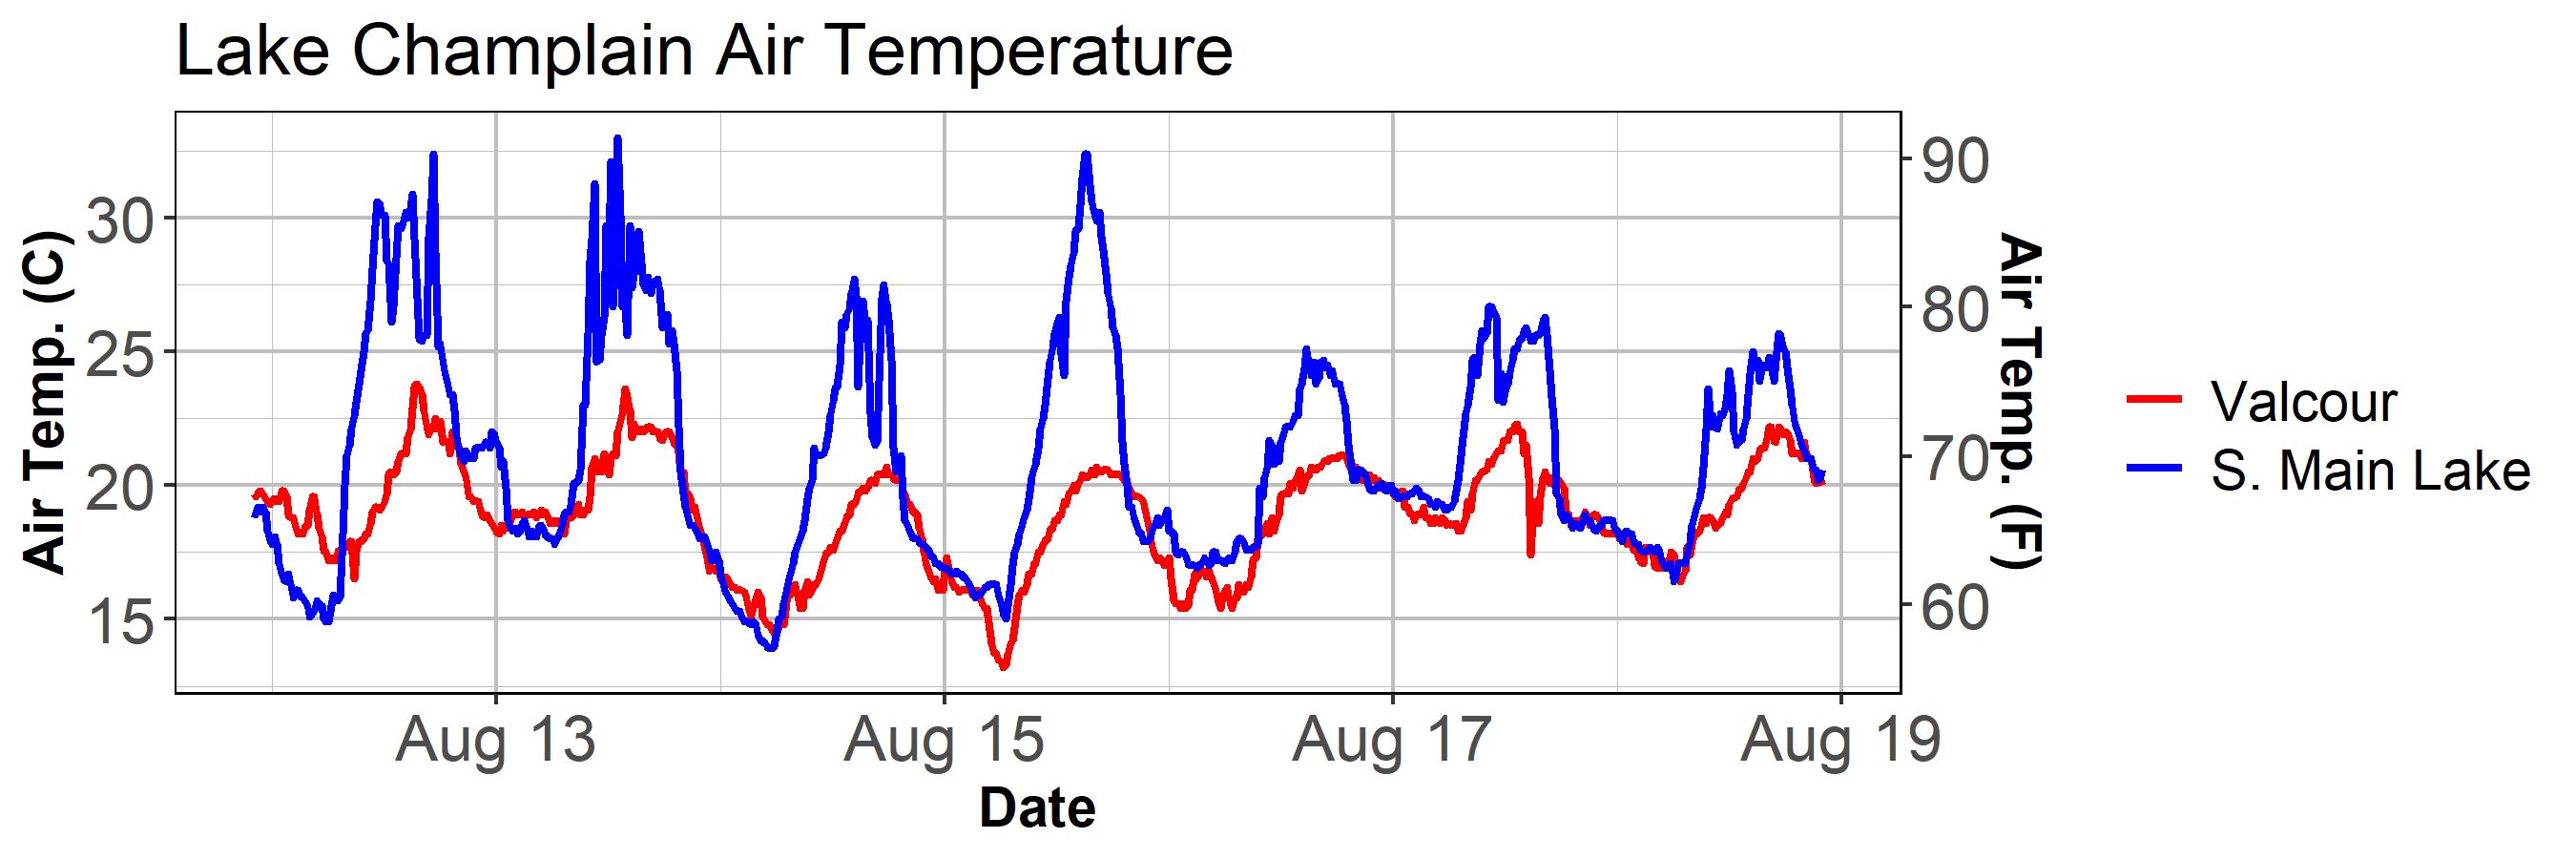 Lake Champlain Air Temperature
Air Temp. (C)
30
25
20
15
90
80
70
60
Air Temp. (F)
Aug 13
Aug 15
Aug 17
Aug 19
Date
Valcour
S. Main Lake